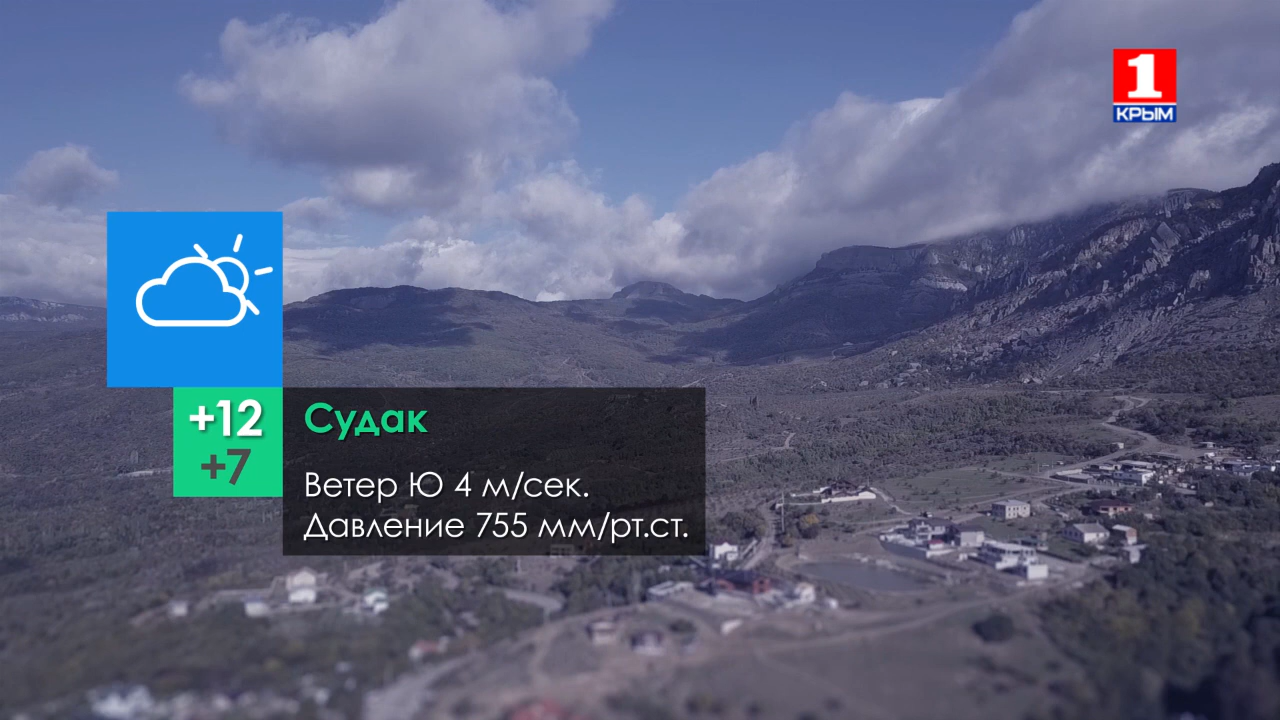 1
КРЫМ
+12
+7
Судак
Ветер Ю 4 м/сек.
Давление 755 мм/рт.ст.